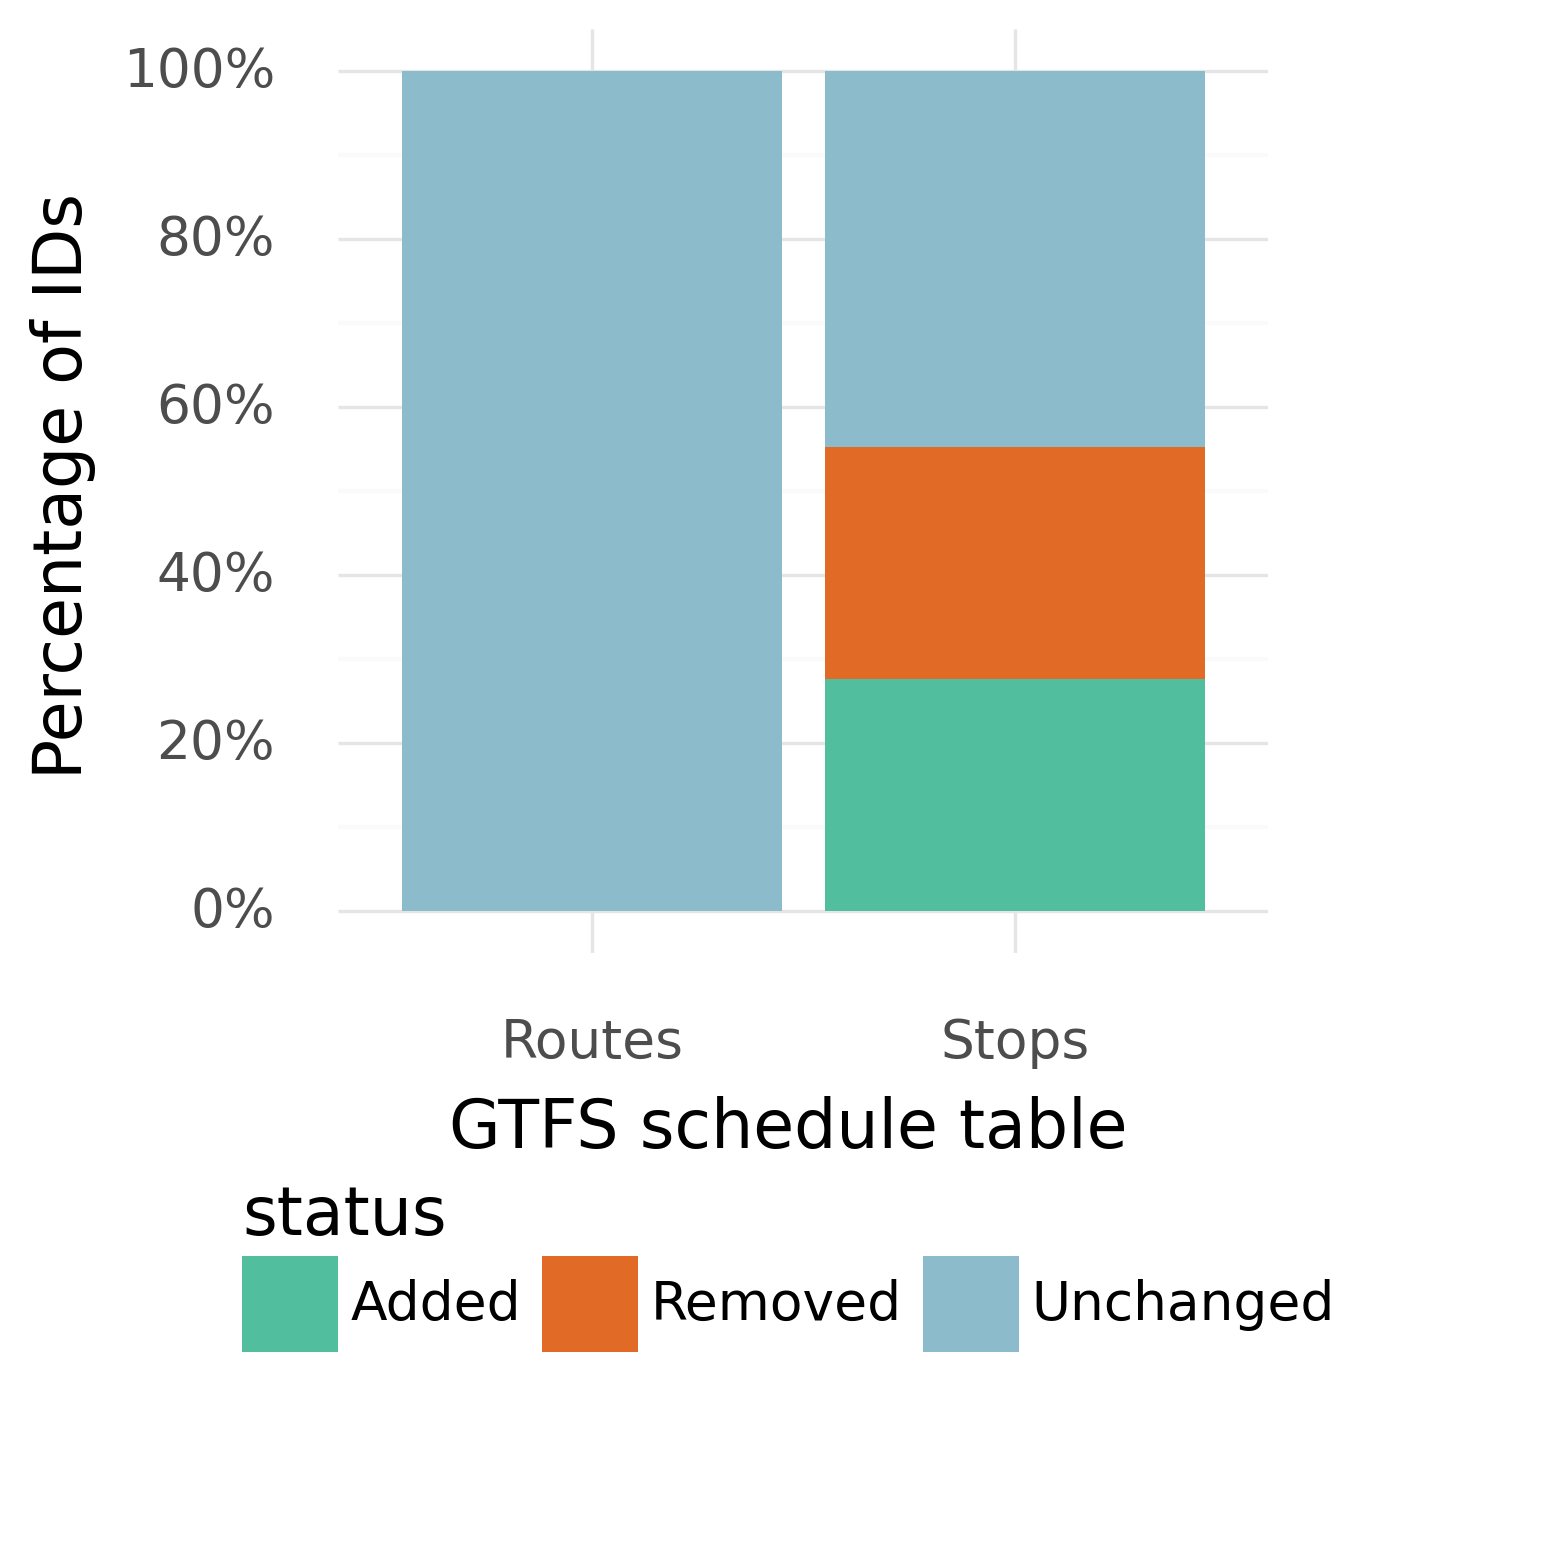 100%
80%
60%
40%
20%
0%
Percentage of IDs
Routes
Stops
GTFS schedule table
status
Added
Removed
Unchanged